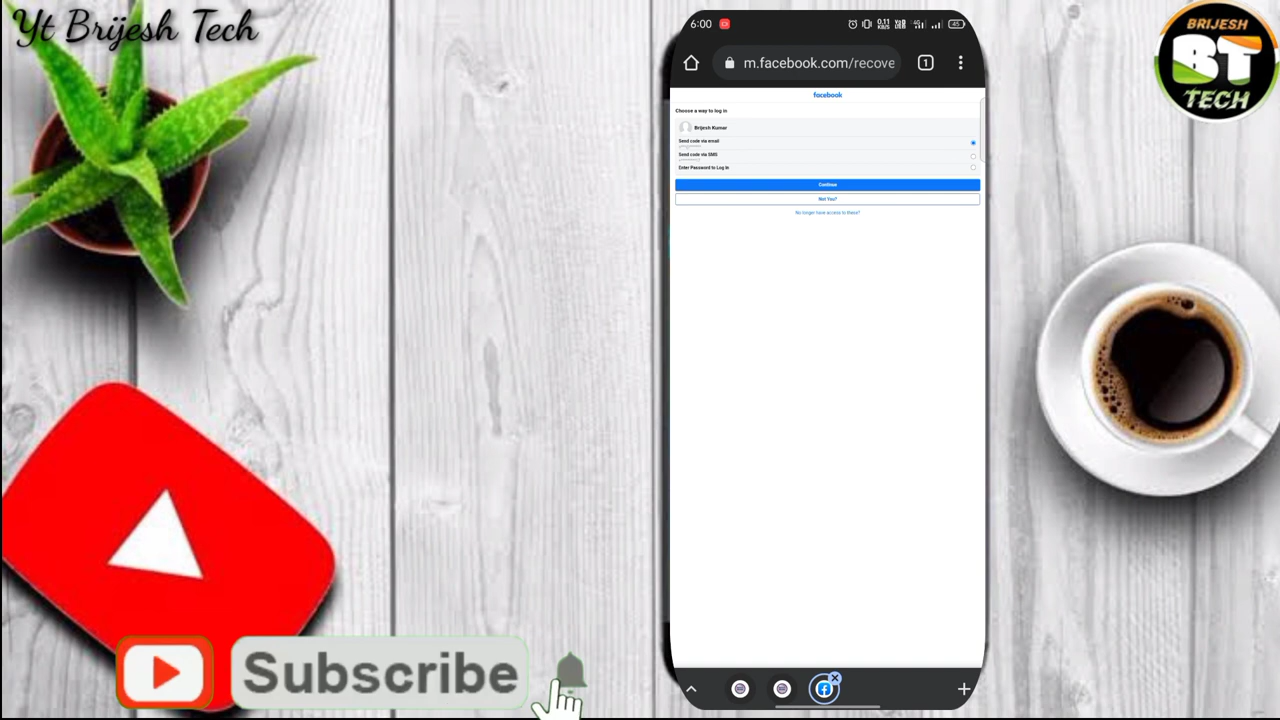 Yt Brijesh Tech
BRIJESH
BT
TECH
6:00
45
m.facebook.com/recove
1
facebook
Choose a way to log in
Brijesh Kumar
Send code via email
Send code via SMS
Enter Password to Log In
Continue
Not You?
No longer have access to these?
Subscribe